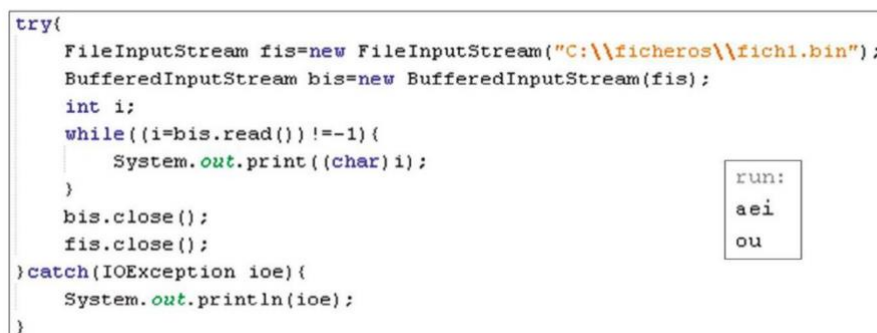 try{
FileInputStream fis=new FileInputStream("C:\\ficheros\\fich1.bin");
BufferedInputStream bis=new BufferedInputStream(fis);
int i;
while((i=bis.read())!=-1){
System.out.print((char)i);
}
bis.close();
fis.close();
}catch(IOException ioe){
System.out.println(ioe);
}
run:
aei
ou